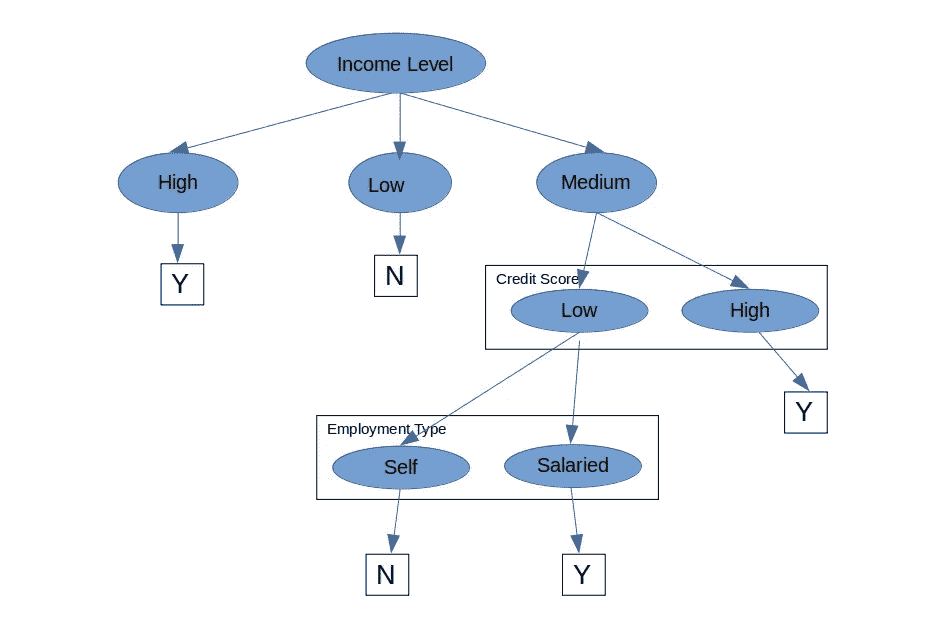 Income Level
High
Low
Medium
Y
N
Credit Score
Low
High
Y
Employment Type
Self
Salaried
N
Y